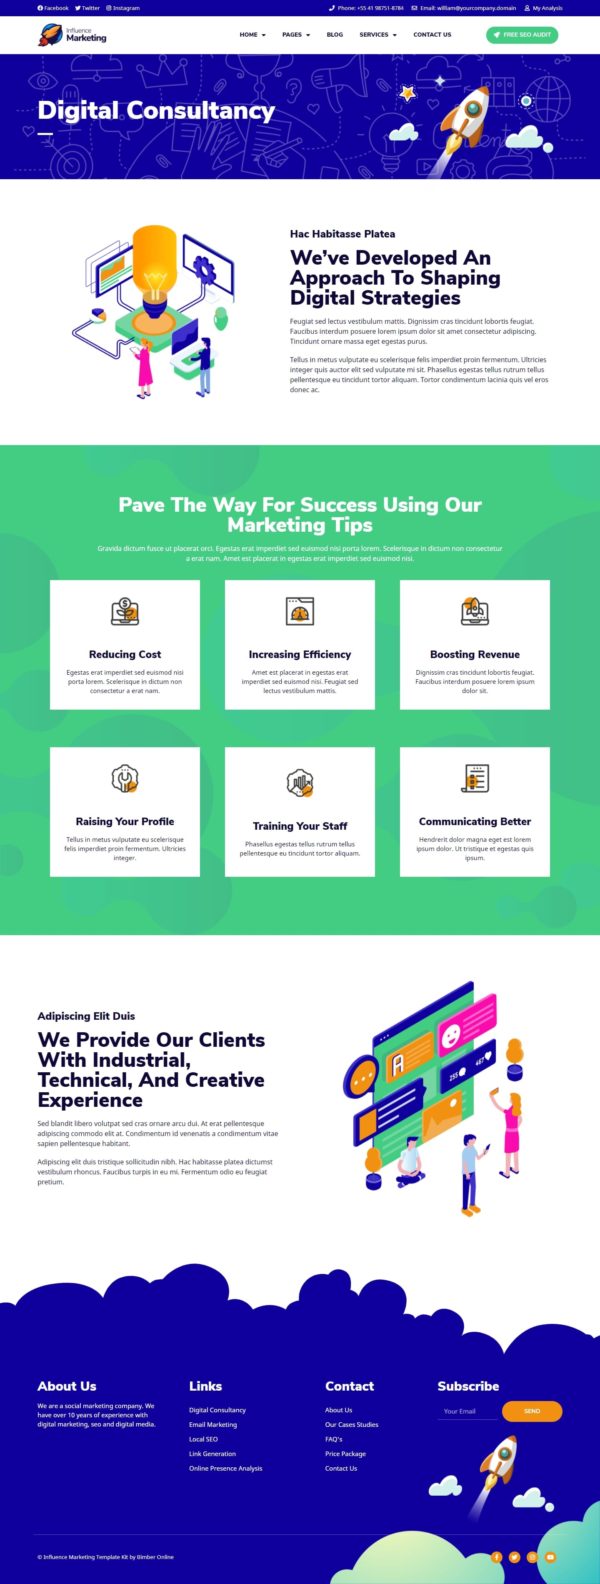 Facebook Twitter Instagram Phone: +55 41 98751-8784 Email: william@yourcompany.domain My Analysis
Influence
Marketing
HOME PAGES BLOG SERVICES CONTACT US FREE SEO AUDIT
Digital Consultancy
Hac Habitasse Platea
We've Developed An
Approach To Shaping
Digital Strategies
Feugiat sed lectus vestibulum mattis. Dignissim cras tincidunt lobortis feugiat.
Faucibus interdum posuere lorem ipsum dolor sit amet consectetur adipiscing.
Tincidunt ornare massa eget egestas purus.
Tellus in metus vulputate eu scelerisque felis imperdiet proin fermentum. Ultricies
integer quis auctor elit sed vulputate mi sit. Phasellus egestas tellus rutrum tellus
pellentesque eu tincidunt tortor aliquam. Tortor condimentum lacinia quis vel eros
donec ac.
Pave The Way For Success Using Our
Marketing Tips
Gravida dictum fusce ut placerat orci. Egestas erat imperdiet sed euismod nisi porta lorem. Scelerisque in dictum non consectetur
a erat nam. Amet est placerat in egestas erat imperdiet sed euismod nisi.
Reducing Cost
Egestas erat imperdiet sed euismod nisi
porta lorem. Scelerisque in dictum non
consectetur a erat nam.
Increasing Efficiency
Amet est placerat in egestas erat
imperdiet sed euismod nisi. Feugiat sed
lectus vestibulum mattis.
Boosting Revenue
Dignissim cras tincidunt lobortis feugiat.
Faucibus interdum posuere lorem ipsum
dolor sit.
Raising Your Profile
Tellus in metus vulputate eu scelerisque
felis imperdiet proin fermentum. Ultricies
integer.
Training Your Staff
Phasellus egestas tellus rutrum tellus
pellentesque eu tincidunt tortor aliquam.
Communicating Better
Hendrerit dolor magna eget est lorem
ipsum dolor. Ut tristique et egestas quis
ipsum.
Adipiscing Elit Duis
We Provide Our Clients
With Industrial,
Technical, And Creative
Experience
Sed blandit libero volutpat sed cras ornare arcu dui. At erat pellentesque
adipiscing commodo elit at. Condimentum id venenatis a condimentum vitae
sapien pellentesque habitant.
Adipiscing elit duis tristique sollicitudin nibh. Hac habitasse platea dictumst
vestibulum rhoncus. Faucibus turpis in eu mi. Fermentum odio eu feugiat
pretium.
A
255
467
About Us
We are a social marketing company. We
have over 10 years of experience with
digital marketing, seo and digital media.
Links
Digital Consultancy
Email Marketing
Local SEO
Link Generation
Online Presence Analysis
Contact
About Us
Our Cases Studies
FAQ's
Price Package
Contact Us
Subscribe
Your Email SEND
© Influence Marketing Template Kit by Bimber Online